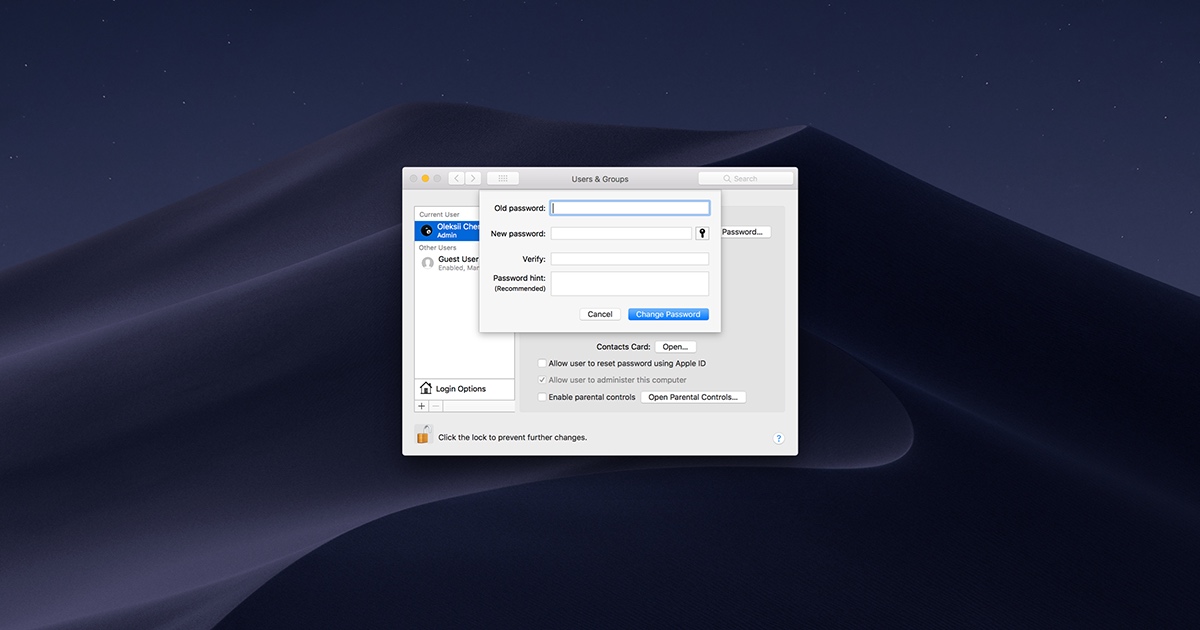 Users & Groups
Search
Current User
Oleksii
Admin
Other Users
Guest User
Enabled,
Login Options
+
−
Old password:
New password:
Verify:
Password hint:
(Recommended)
Cancel
Change Password
Password...
Contacts Card:
Open...
Allow user to reset password using Apple ID
Allow user to administer this computer
Enable parental controls
Open Parental Controls...
Click the lock to prevent further changes.
?